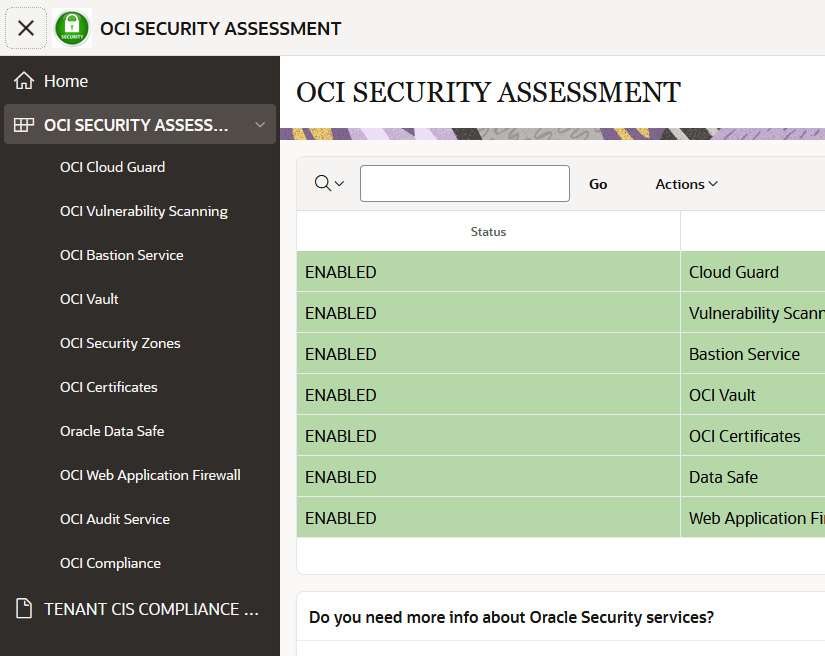 SECURITY
OCI SECURITY ASSESSMENT
Home
OCI SECURITY ASSESS...
OCI Cloud Guard
OCI Vulnerability Scanning
OCI Bastion Service
OCI Vault
OCI Security Zones
OCI Certificates
Oracle Data Safe
OCI Web Application Firewall
OCI Audit Service
OCI Compliance
TENANT CIS COMPLIANCE ...
OCI SECURITY ASSESSMENT
Go Actions
Status
ENABLED Cloud Guard
ENABLED Vulnerability Scann
ENABLED Bastion Service
ENABLED OCI Vault
ENABLED OCI Certificates
ENABLED Data Safe
ENABLED Web Application Fi
Do you need more info about Oracle Security services?